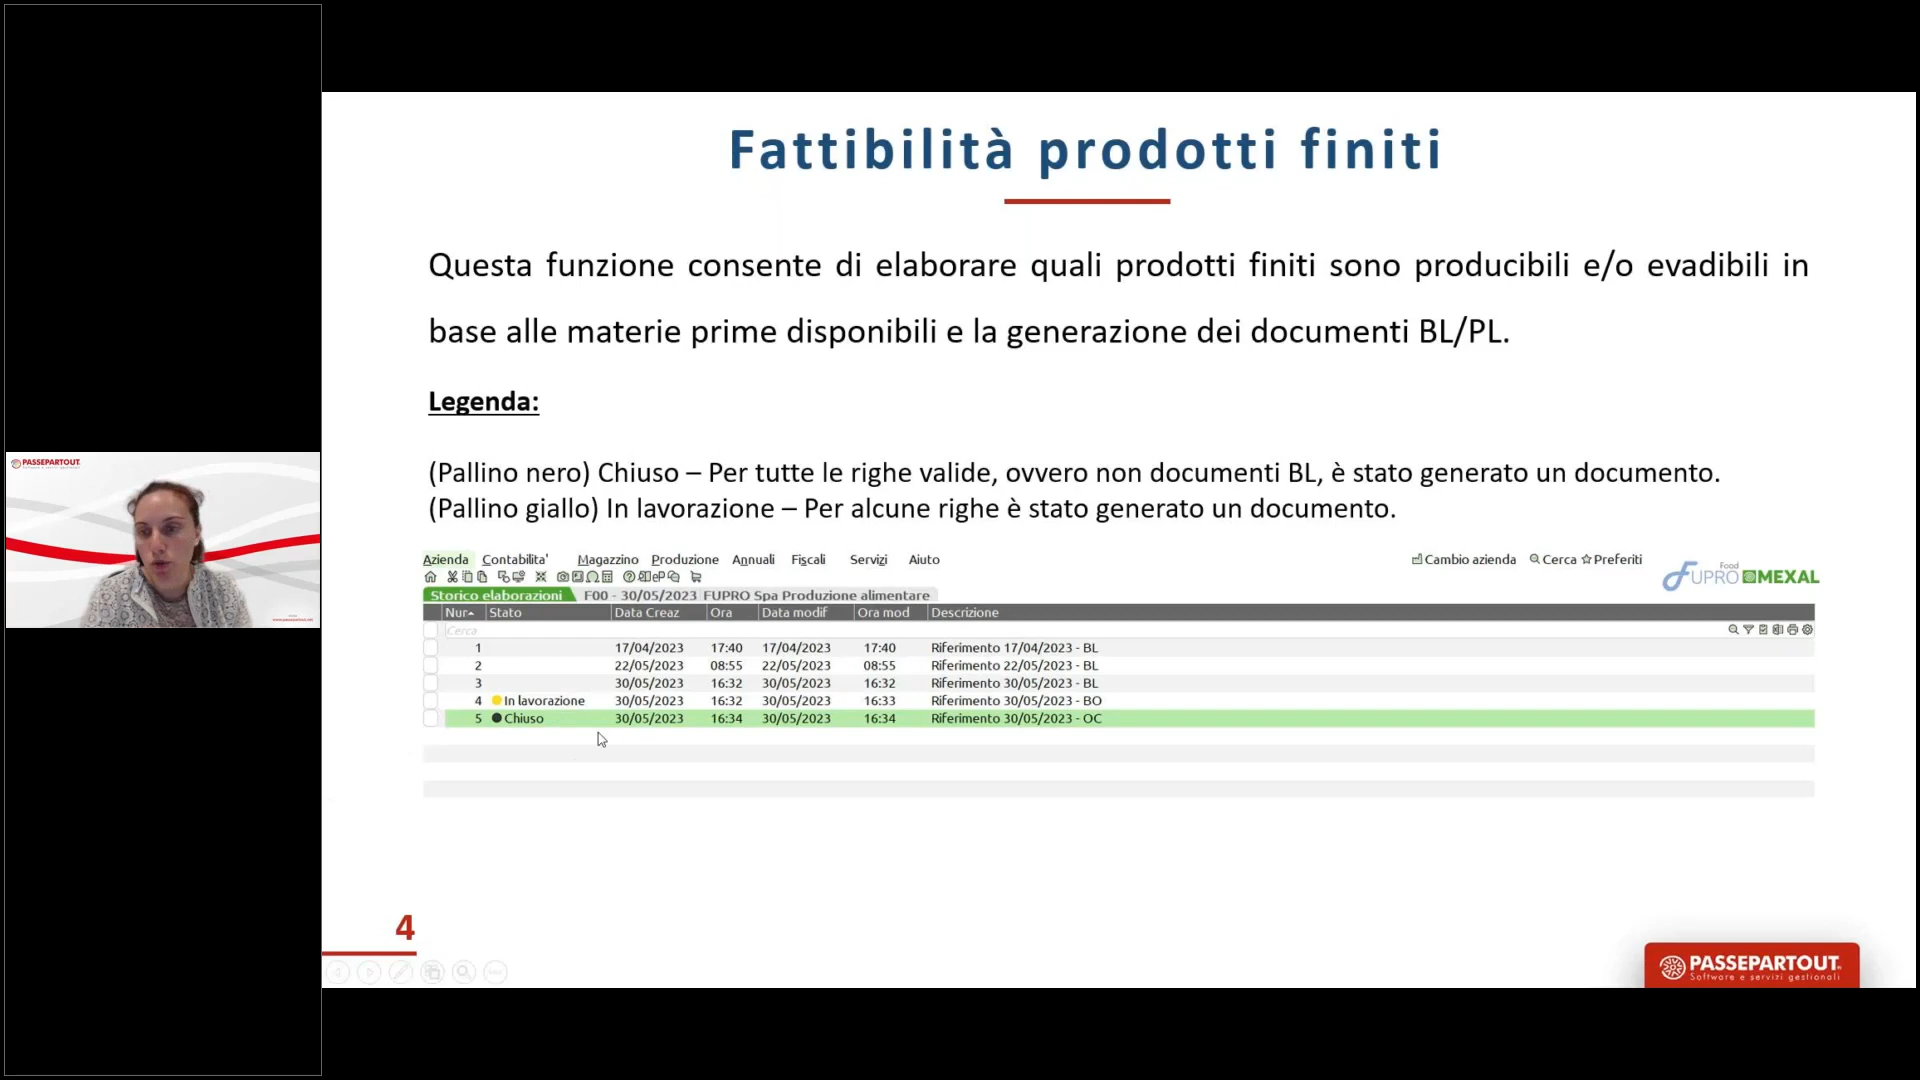 Fattibilità prodotti finiti
Questa funzione consente di elaborare quali prodotti finiti sono producibili e/o evadibili in
base alle materie prime disponibili e la generazione dei documenti BL/PL.
Legenda:
(Pallino nero) Chiuso – Per tutte le righe valide, ovvero non documenti BL, è stato generato un documento.
(Pallino giallo) In lavorazione – Per alcune righe è stato generato un documento.
PASSEPARTOUT
Azienda Contabilita' Magazzino Produzione Annuali Fiscali Servizi Aiuto Cambio azienda Cerca Preferiti
Food
FUPRO MEXAL
Storico elaborazioni F00 - 30/05/2023 FUPRO Spa Produzione alimentare
Nur Stato Data Creaz Ora Data modif Ora mod Descrizione
Cerca
1 17/04/2023 17:40 17/04/2023 17:40 Riferimento 17/04/2023 - BL
2 22/05/2023 08:55 22/05/2023 08:55 Riferimento 22/05/2023 - BL
3 30/05/2023 16:32 30/05/2023 16:32 Riferimento 30/05/2023 - BL
4 In lavorazione 30/05/2023 16:32 30/05/2023 16:33 Riferimento 30/05/2023 - BO
5 Chiuso 30/05/2023 16:34 30/05/2023 16:34 Riferimento 30/05/2023 - OC
4
PASSEPARTOUT
Software e servizi gestionali